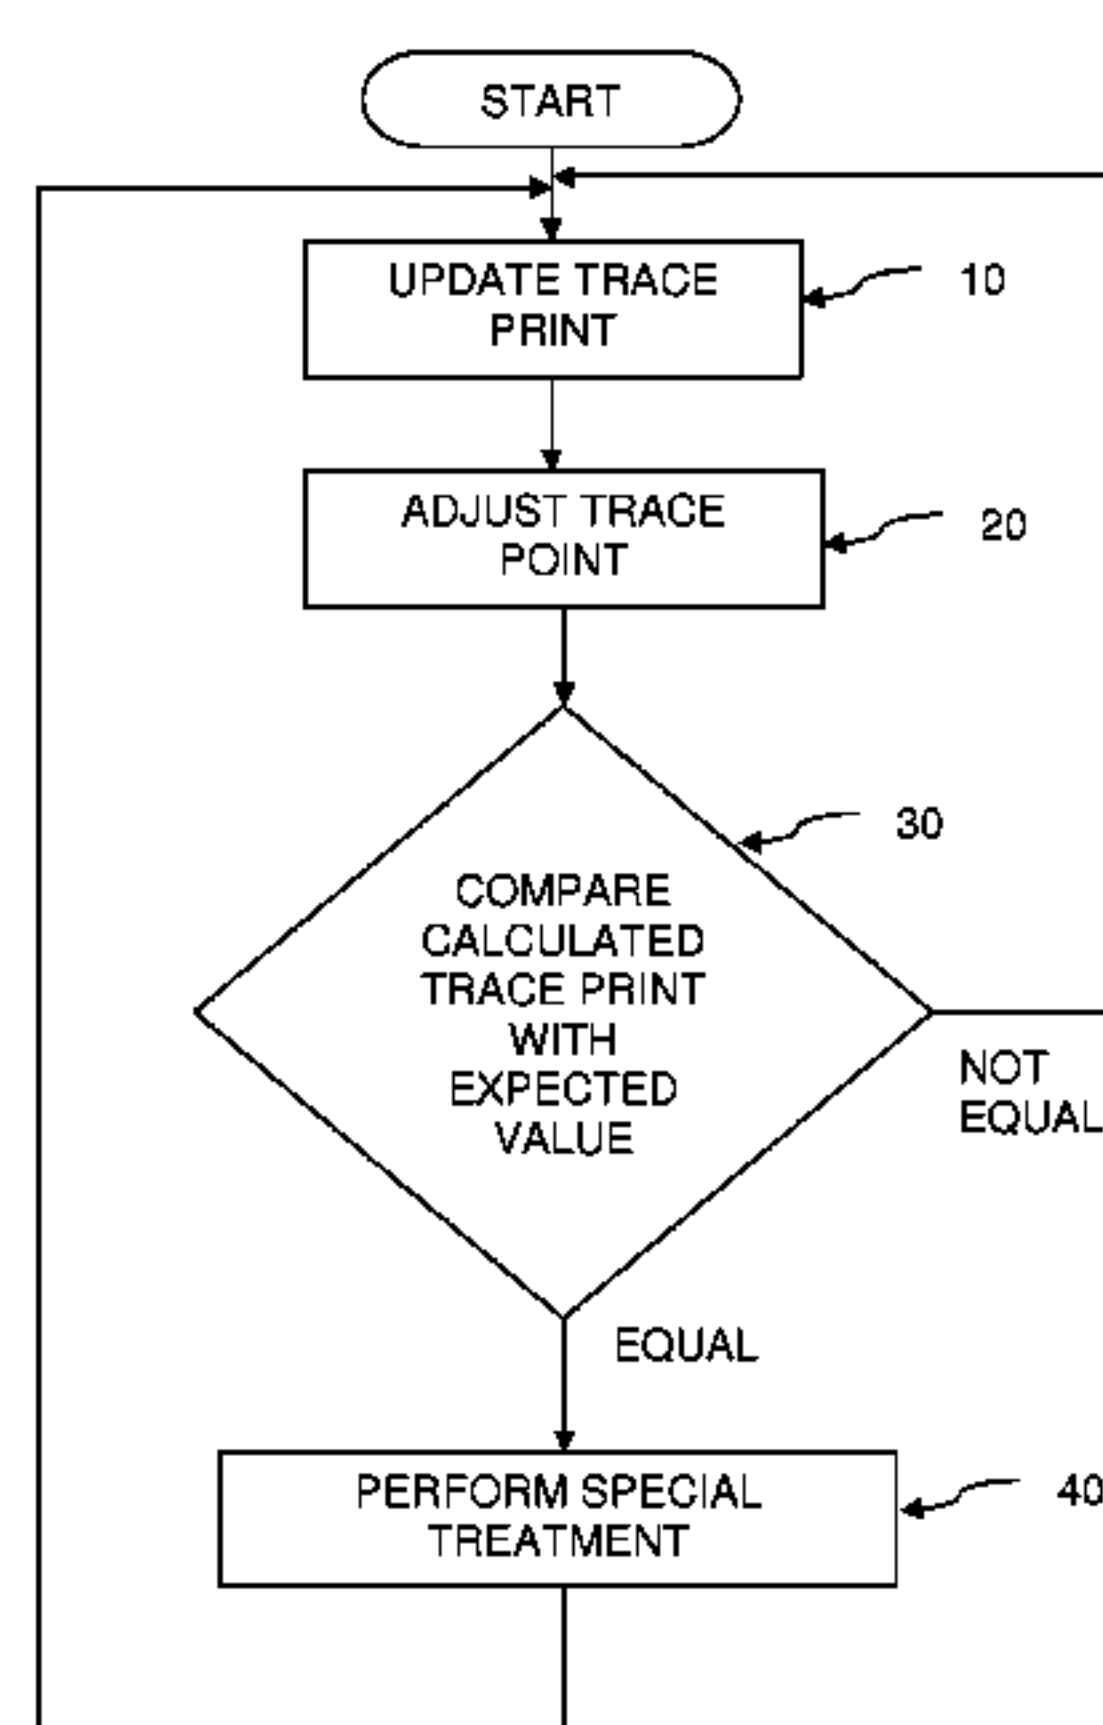 START
UPDATE TRACE
PRINT
10
ADJUST TRACE
POINT
20
30
COMPARE
CALCULATED
TRACE PRINT
WITH
EXPECTED
VALUE
NOT
EQUAL
EQUAL
PERFORM SPECIAL
TREATMENT
40